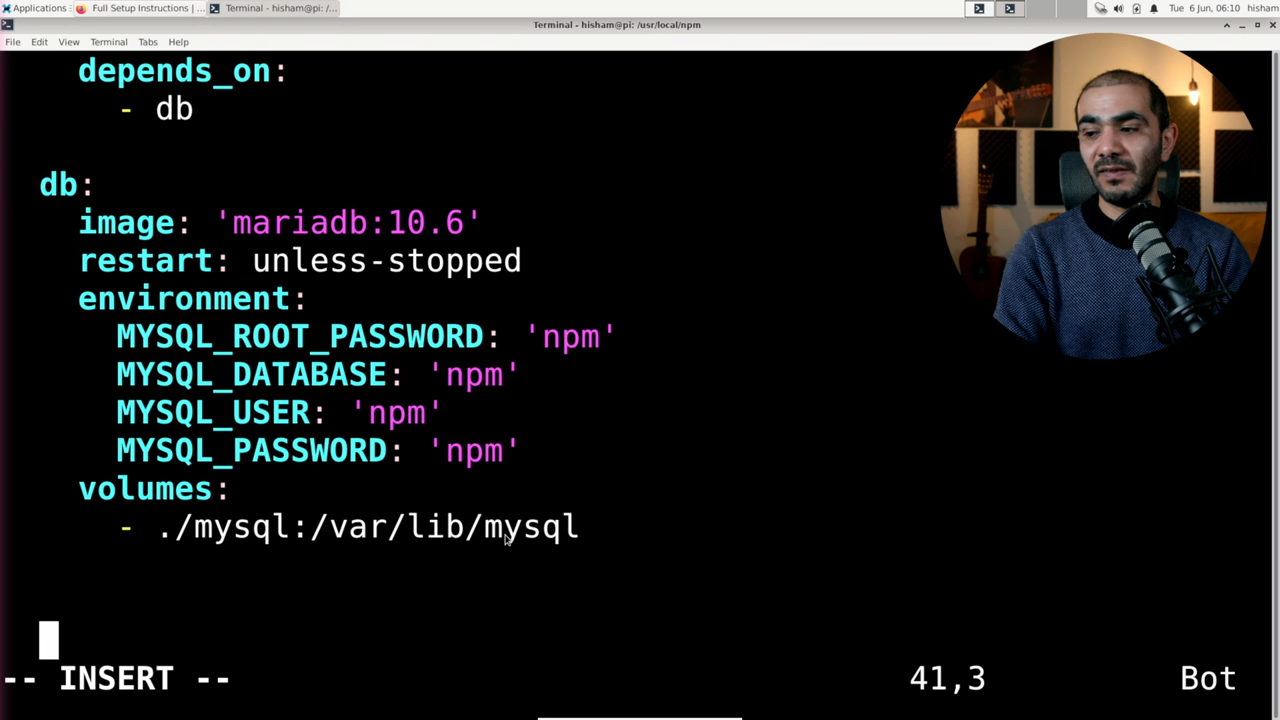 Applications
Full Setup Instructions | ...
Terminal - hisham@pi: /...
Tue 6 Jun, 06:10
hisham
Terminal - hisham@pi: /usr/local/npm
File Edit View Terminal Tabs Help
depends_on:
- db
db:
image: 'mariadb:10.6'
restart: unless-stopped
environment:
MYSQL_ROOT_PASSWORD: 'npm'
MYSQL_DATABASE: 'npm'
MYSQL_USER: 'npm'
MYSQL_PASSWORD: 'npm'
volumes:
- ./mysql:/var/lib/mysql
-- INSERT --
41,3
Bot